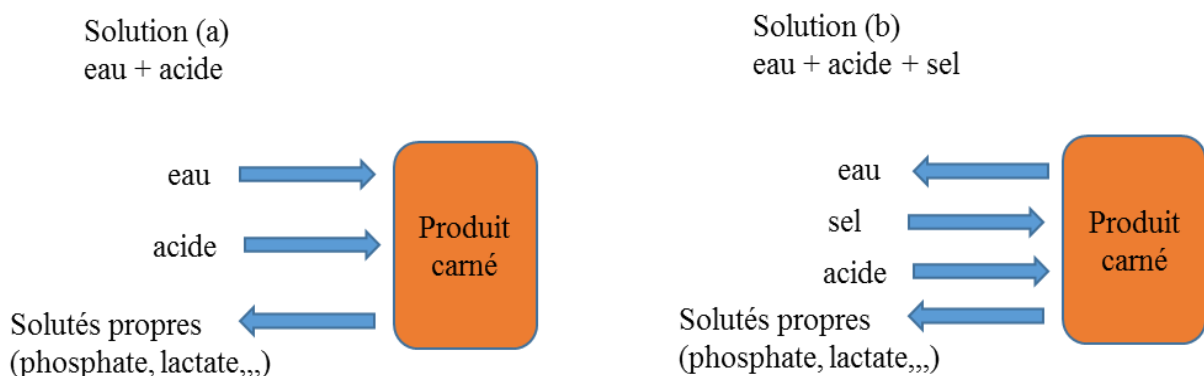 Solution (a)
eau + acide
eau
acide
Solutés propres
(phosphate, lactate,,,)
Produit
carné
Solution (b)
eau + acide + sel
eau
sel
acide
Solutés propres
(phosphate, lactate,,,)
Produit
carné